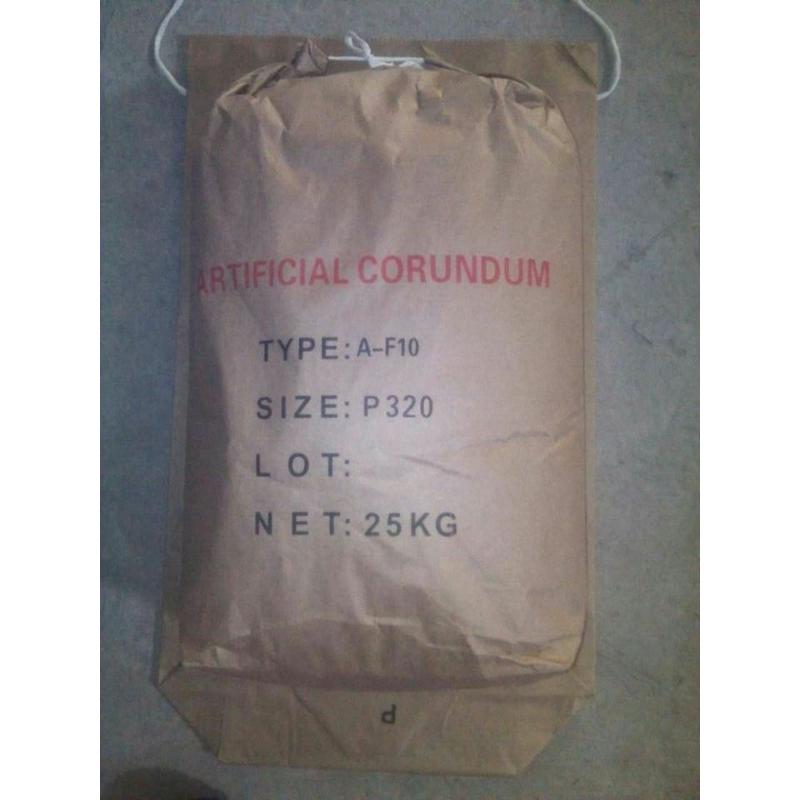 ARTIFICIAL CORUNDUM
TYPE: A-F10
SIZE: P320
LOT:
NET: 25KG
P